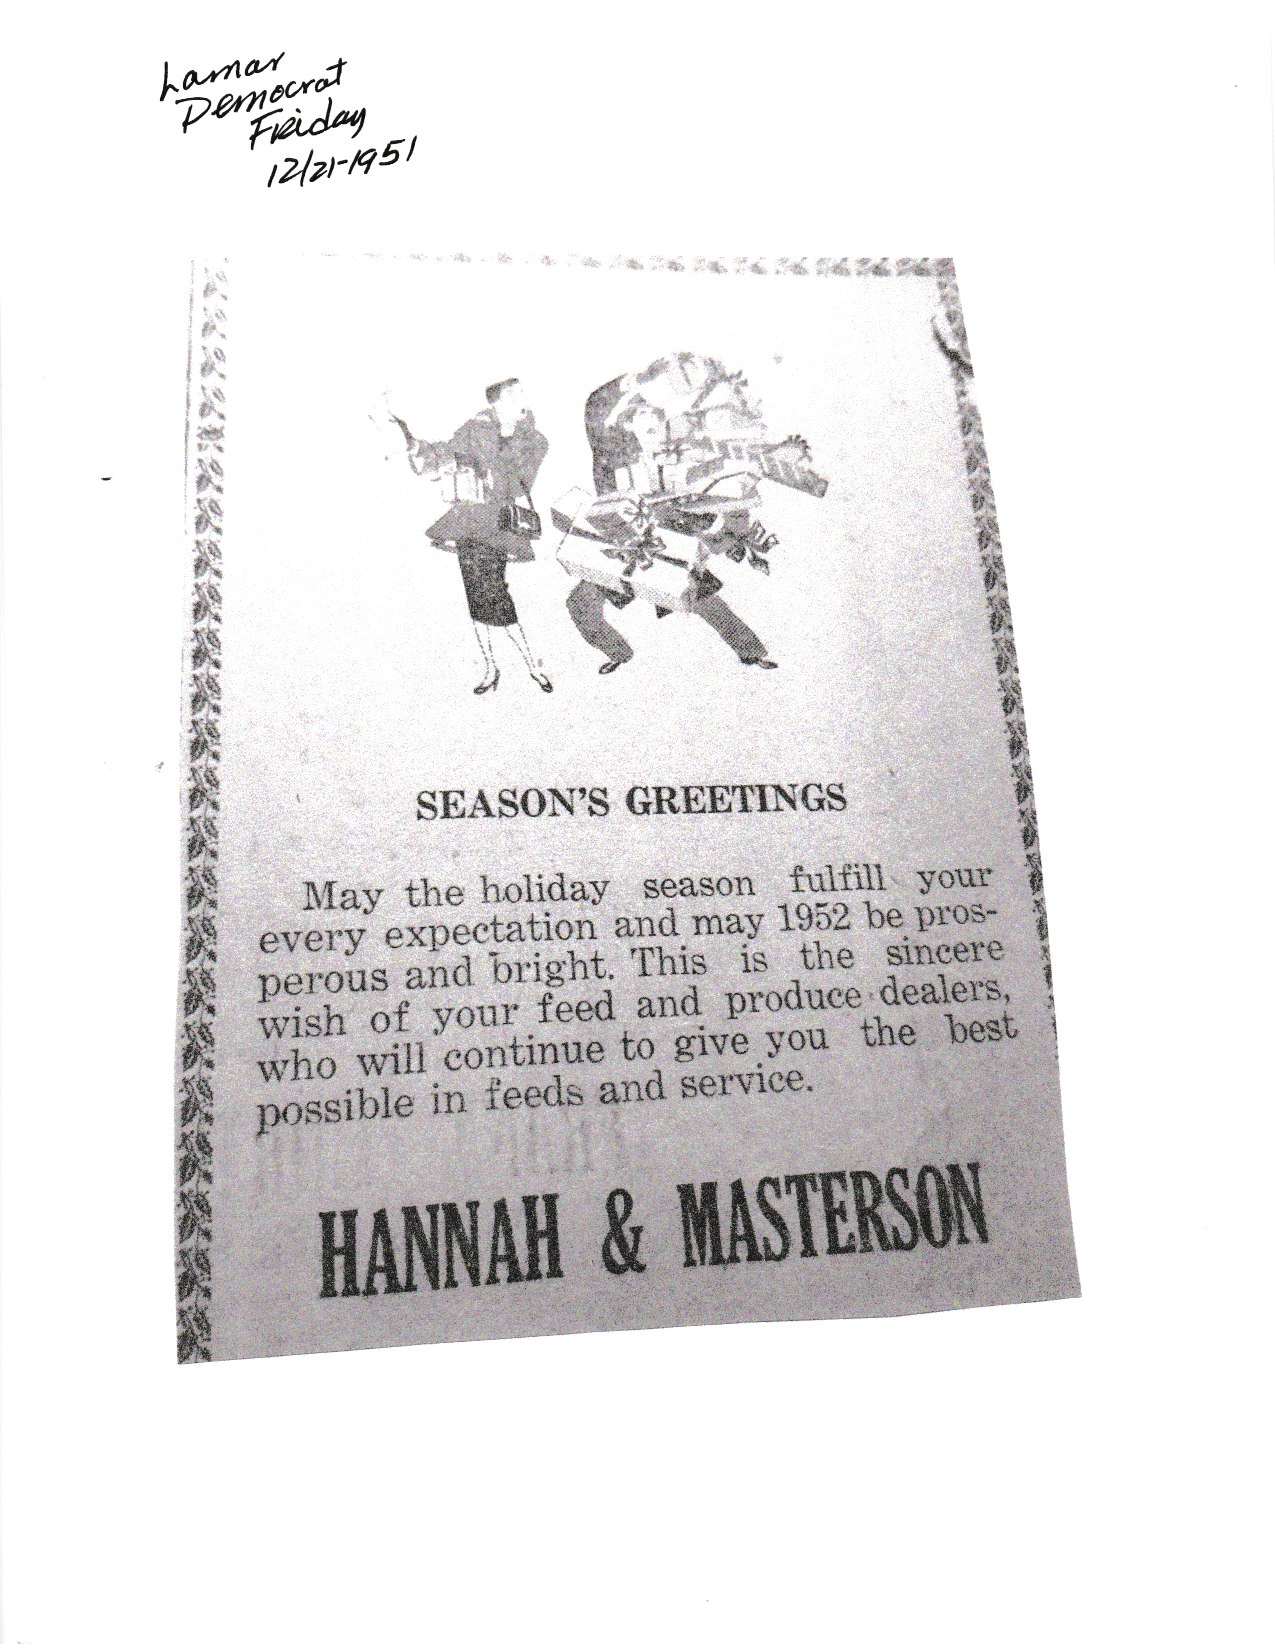 Lamar
Democrat
Friday
12/21-1951
SEASON'S GREETINGS
May the holiday season fulfill your
every expectation and may 1952 be pros-
perous and bright. This is the sincere
wish of your feed and produce dealers,
who will continue to give you the best
possible in feeds and service.
HANNAH & MASTERSON